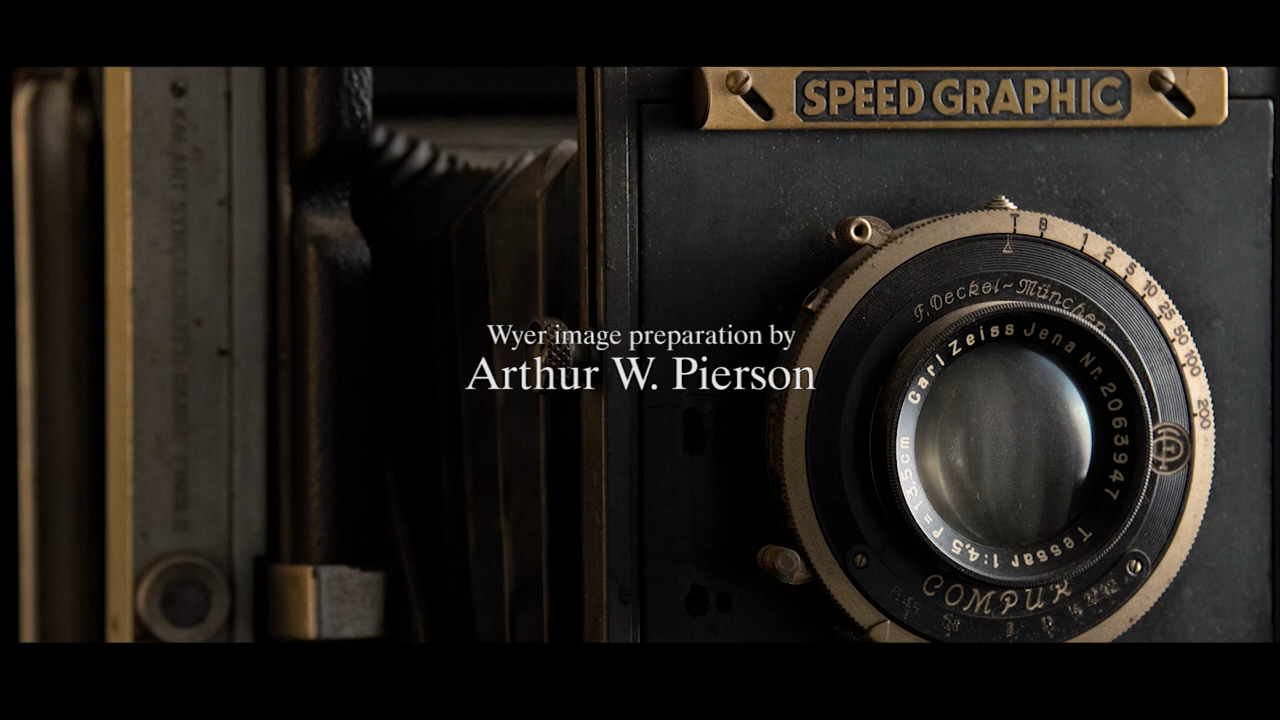 SPEED GRAPHIC
Wyer image preparation by
Arthur W. Pierson
T B 1 2 5 10 25 50 100 200
F. Deckel-München
Carl Zeiss Jena Nr. 2063947
Tessar 1:4,5 F=13,5cm
COMPUR